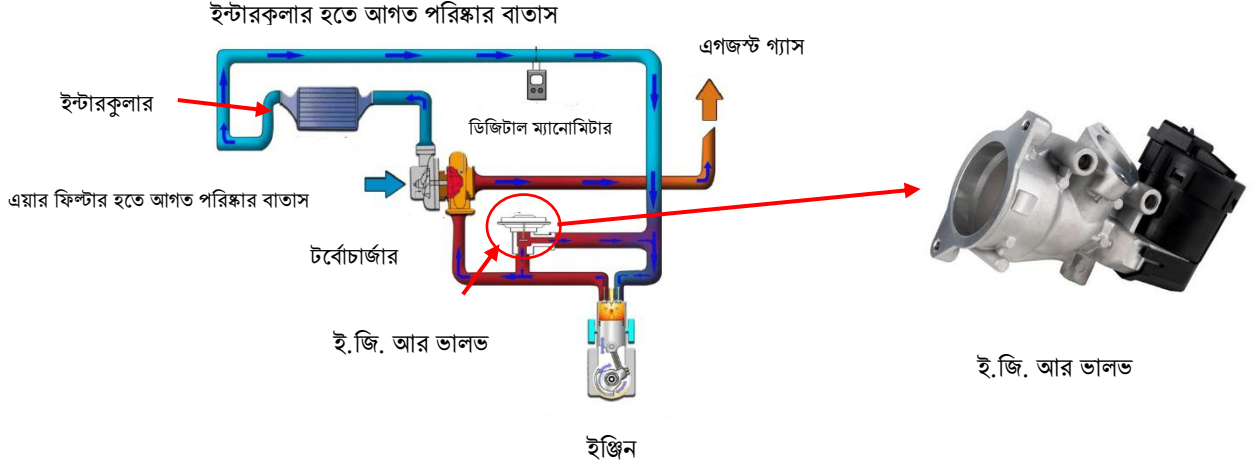 ইন্টারকুলার হতে আগত পরিষ্কার বাতাস
এগজস্ট গ্যাস
ইন্টারকুলার
ডিজিটাল ম্যানোমিটার
এয়ার ফিল্টার হতে আগত পরিষ্কার বাতাস
টর্বোচার্জার
ই.জি. আর ভালভ
ই.জি. আর ভালভ
ইঞ্জিন